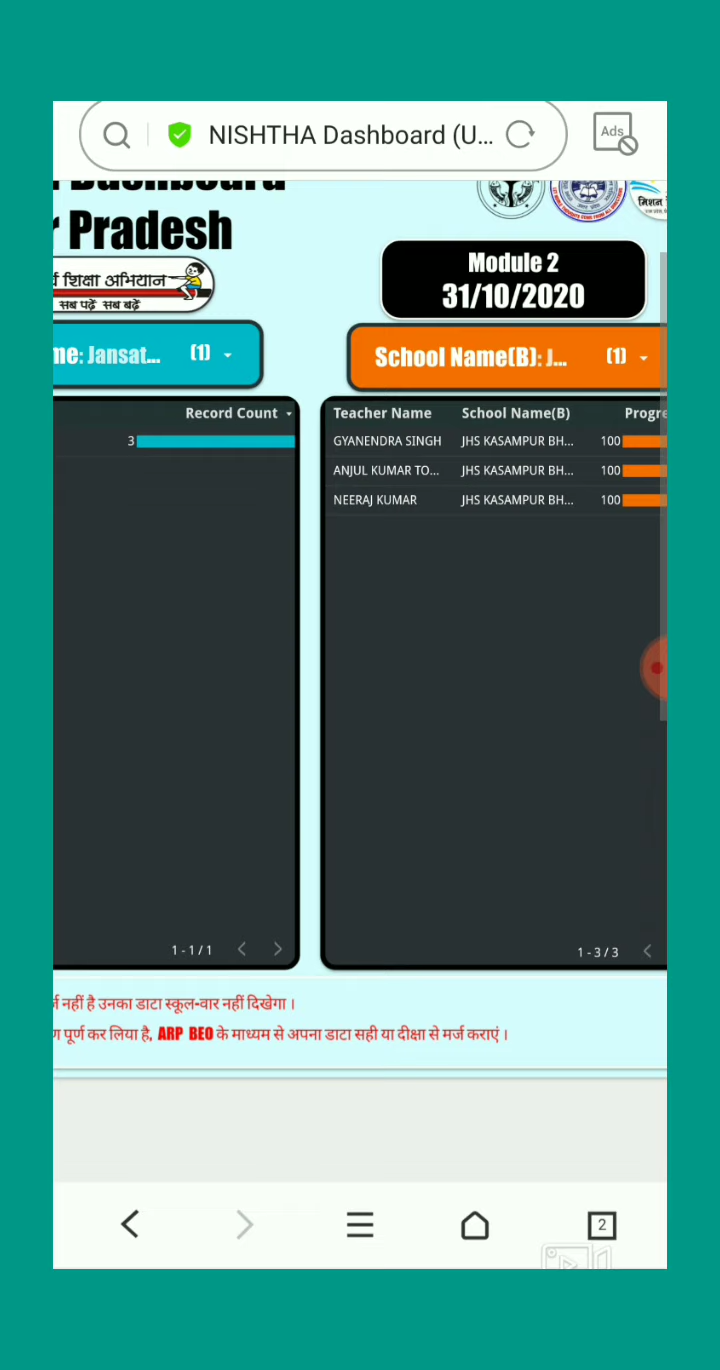 NISHTHA Dashboard (U...
Ads
Dashboard
r Pradesh
शिक्षा अभियान
सब पढ़ें सब बढ़ें
मिशन
Module 2
31/10/2020
me: Jansat... (1)
School Name(B): J... (1)
Record Count
3
Teacher Name School Name(B) Progre
GYANENDRA SINGH JHS KASAMPUR BH... 100
ANJUL KUMAR TO... JHS KASAMPUR BH... 100
NEERAJ KUMAR JHS KASAMPUR BH... 100
1 - 1 / 1
1 - 3 / 3
नहीं है उनका डाटा स्कूल-वार नहीं दिखेगा ।
पूर्ण कर लिया है, ARP BEO के माध्यम से अपना डाटा सही या दीक्षा से मर्ज कराएं ।
2